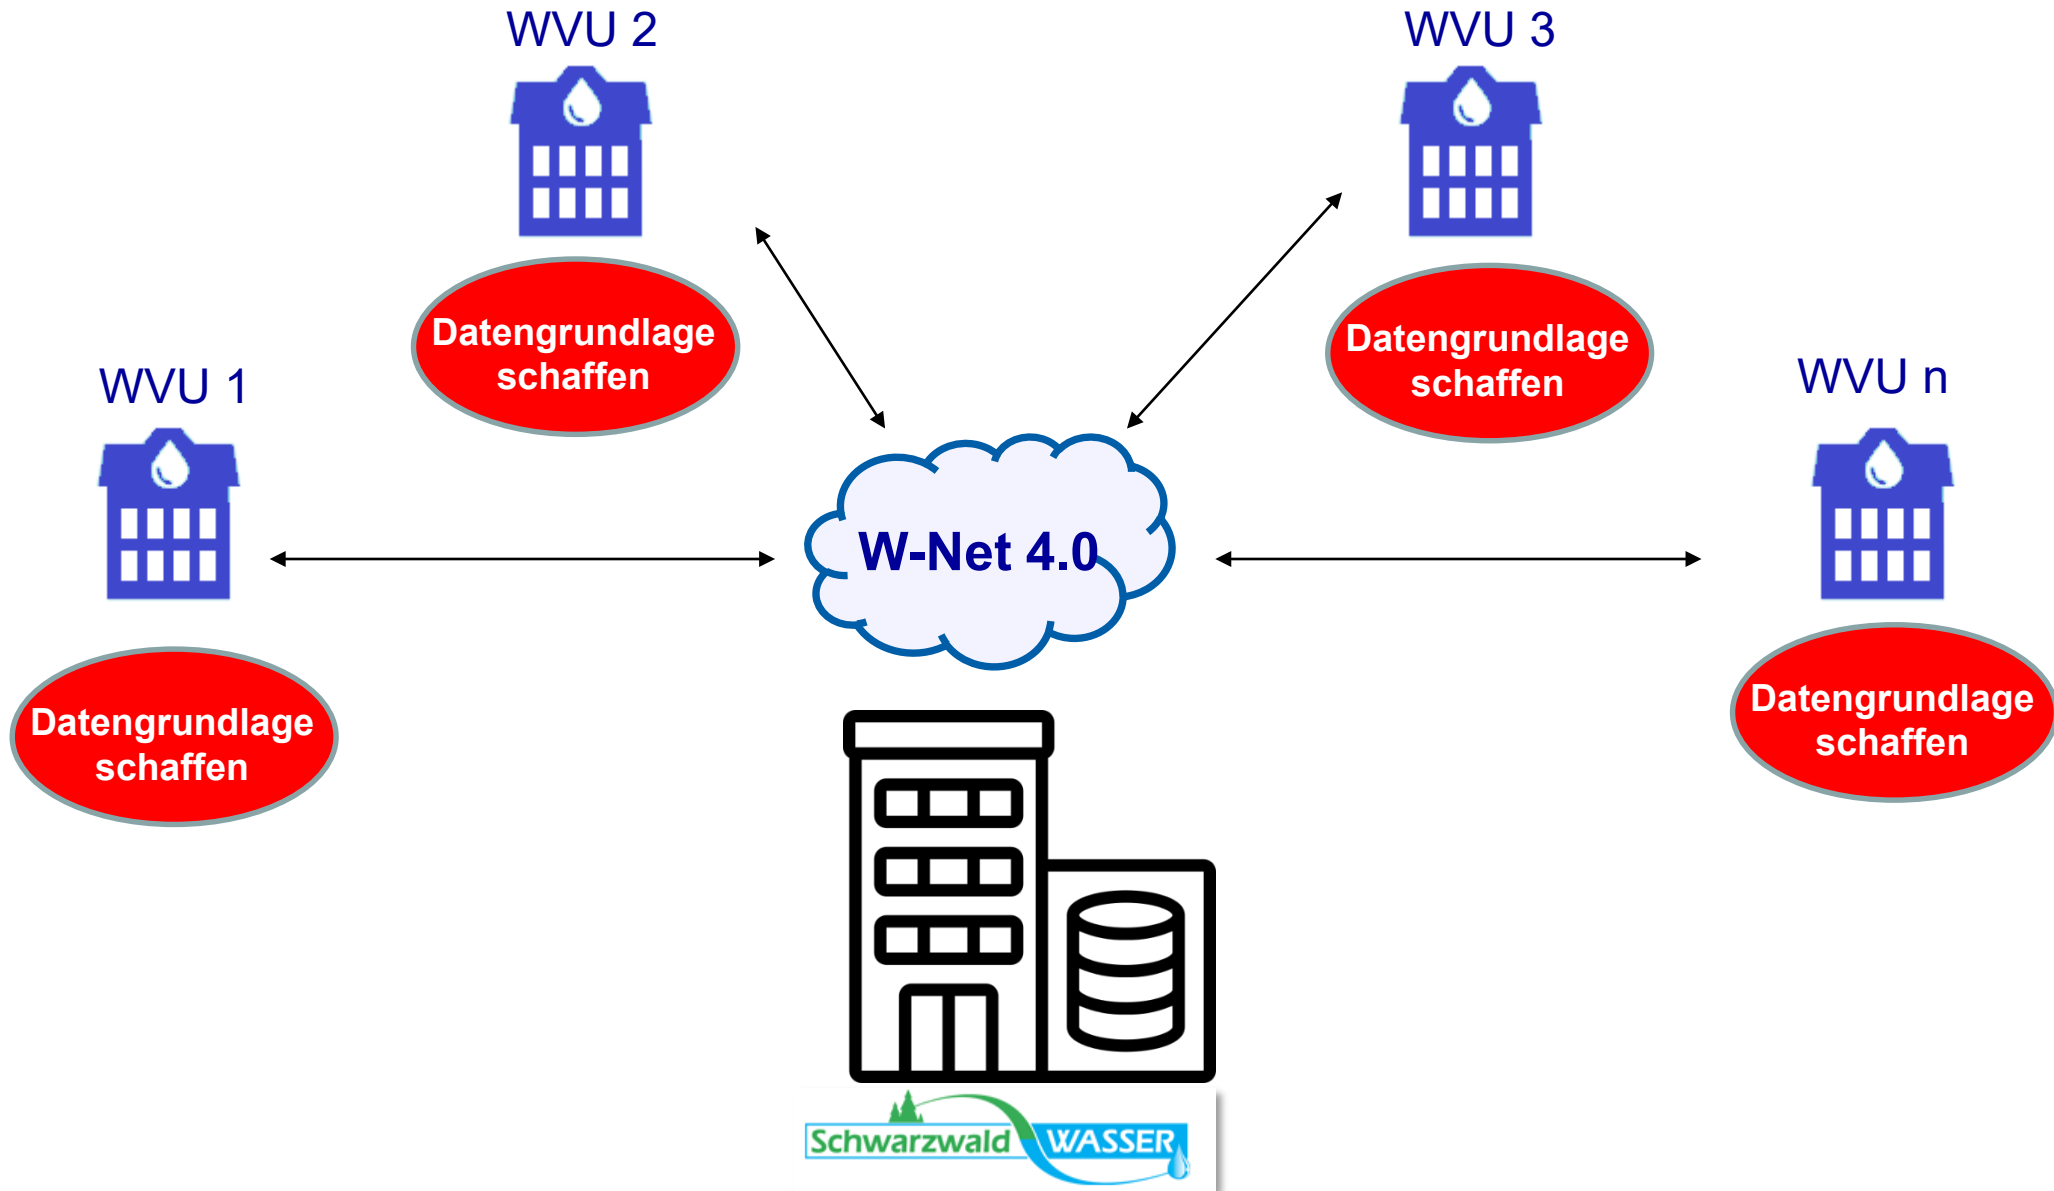 WVU 2
WVU 3
Datengrundlage
schaffen
Datengrundlage
schaffen
WVU 1
WVU n
W-Net 4.0
Datengrundlage
schaffen
Datengrundlage
schaffen
Schwarzwald WASSER